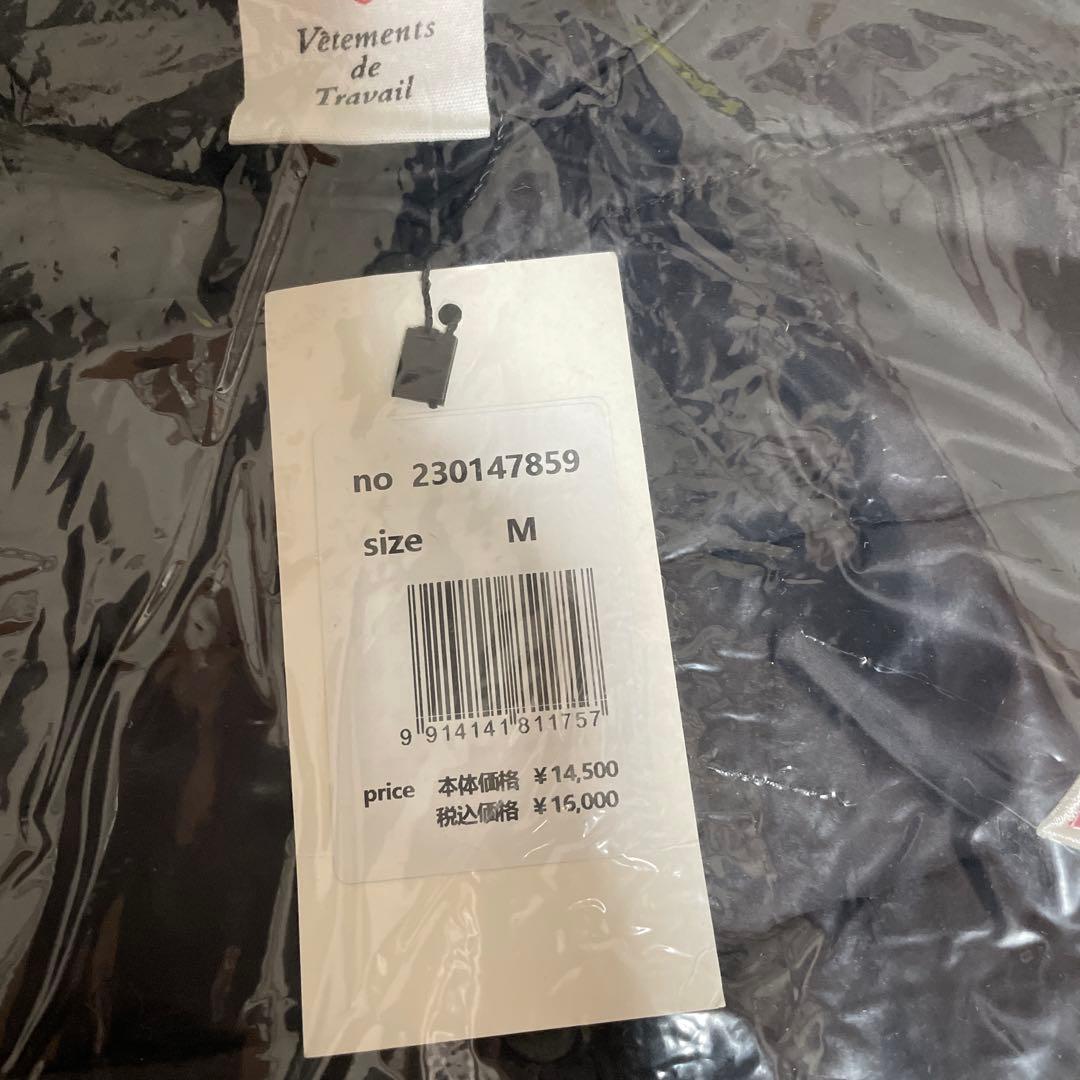 Vêtements
de
Travail
no 230147859
size M
9 914141 811757
price 本体価格 ¥14,500
税込価格 ¥16,000